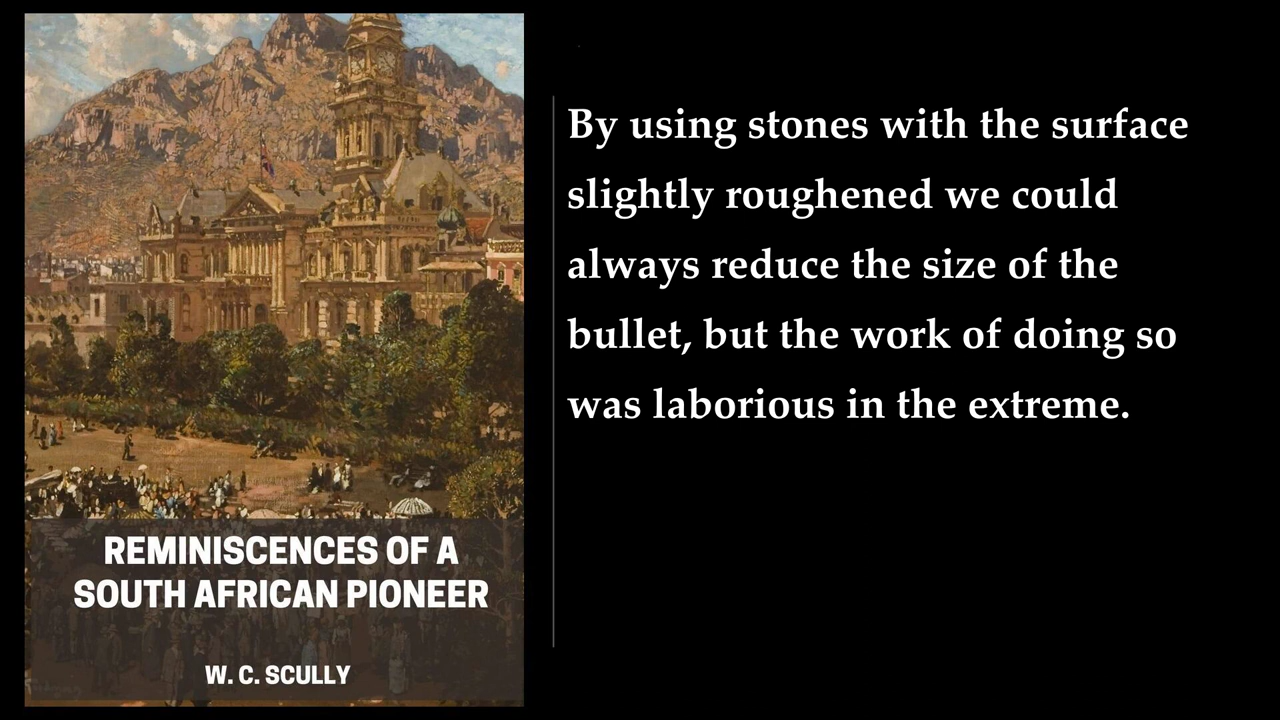 By using stones with the surface
slightly roughened we could
always reduce the size of the
bullet, but the work of doing so
was laborious in the extreme.
REMINISCENCES OF A
SOUTH AFRICAN PIONEER
W. C. SCULLY